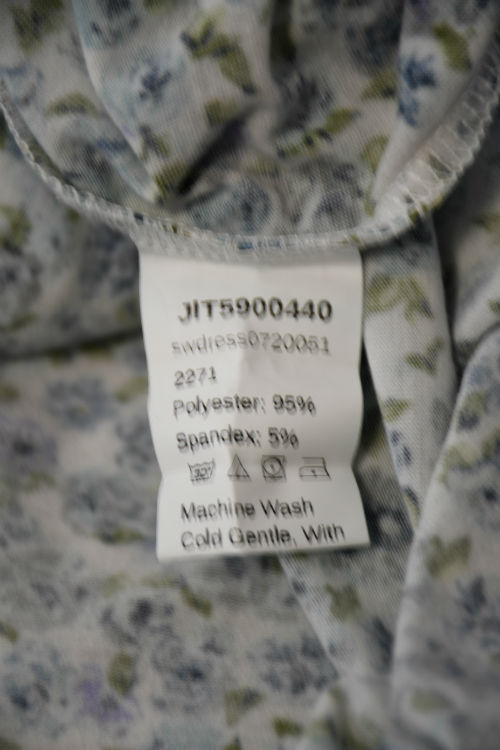 JIT5900440
swdress0720051
2271
Polyester: 95%
Spandex: 5%
Machine Wash
Cold Gentle, With